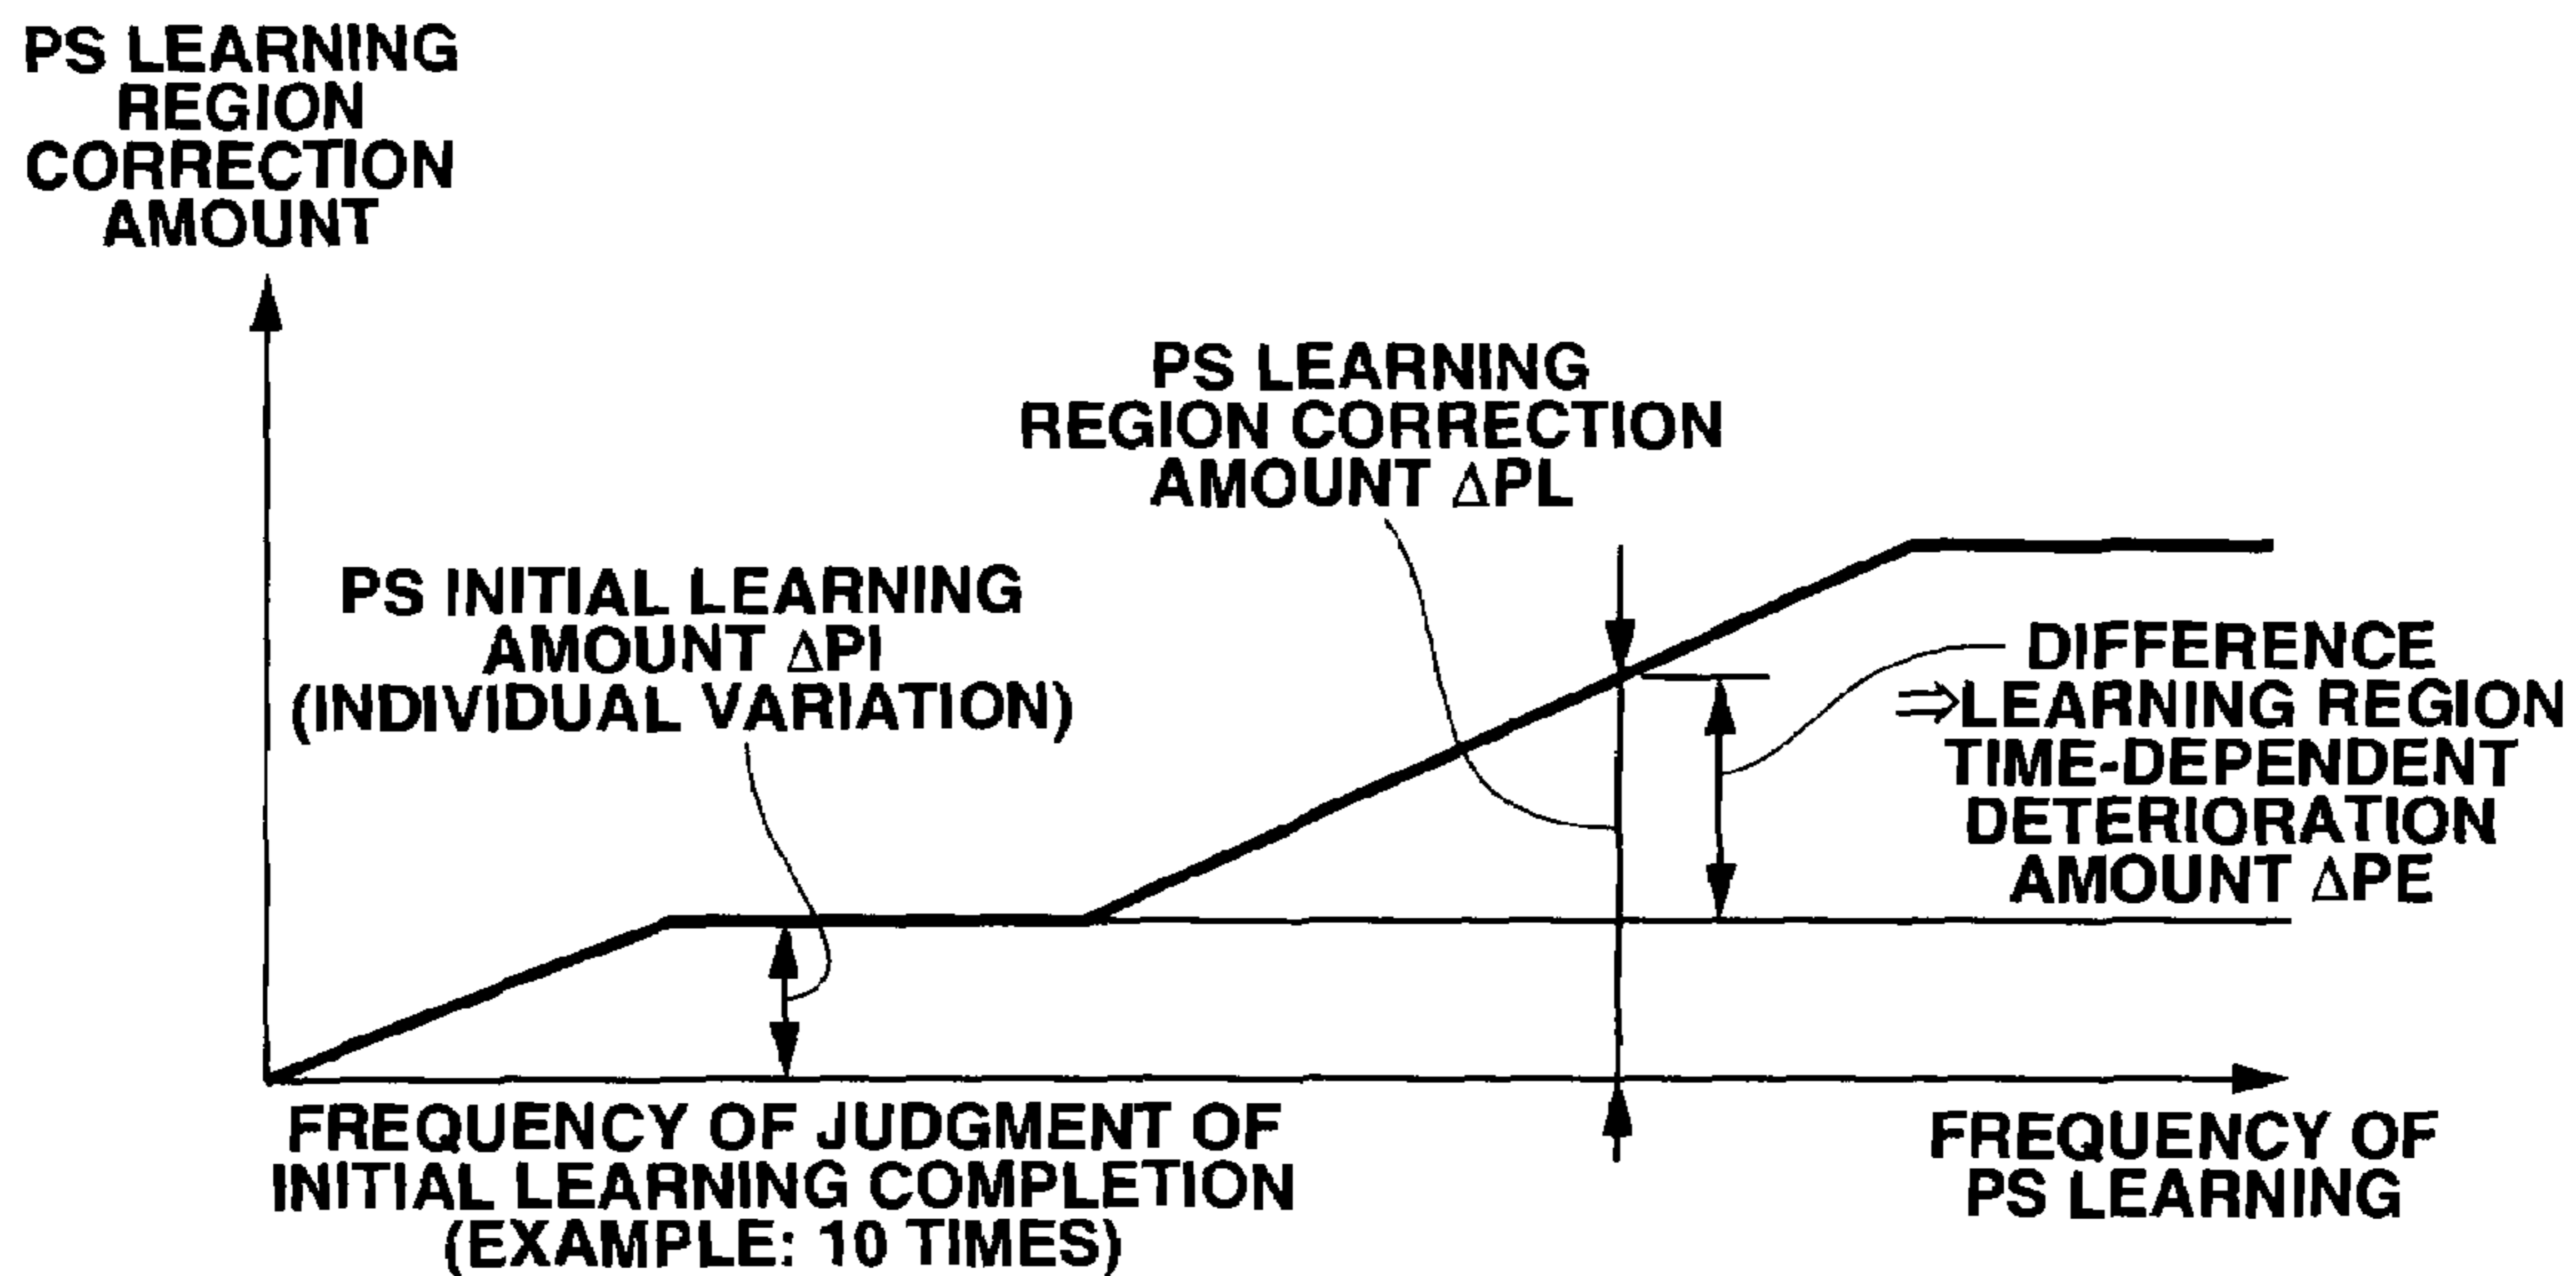 PS LEARNING
REGION
CORRECTION
AMOUNT
PS LEARNING
REGION CORRECTION
AMOUNT ΔPL
PS INITIAL LEARNING
AMOUNT ΔPI
(INDIVIDUAL VARIATION)
DIFFERENCE
⇒LEARNING REGION
TIME-DEPENDENT
DETERIORATION
AMOUNT ΔPE
FREQUENCY OF JUDGMENT OF
INITIAL LEARNING COMPLETION
(EXAMPLE: 10 TIMES)
FREQUENCY OF
PS LEARNING